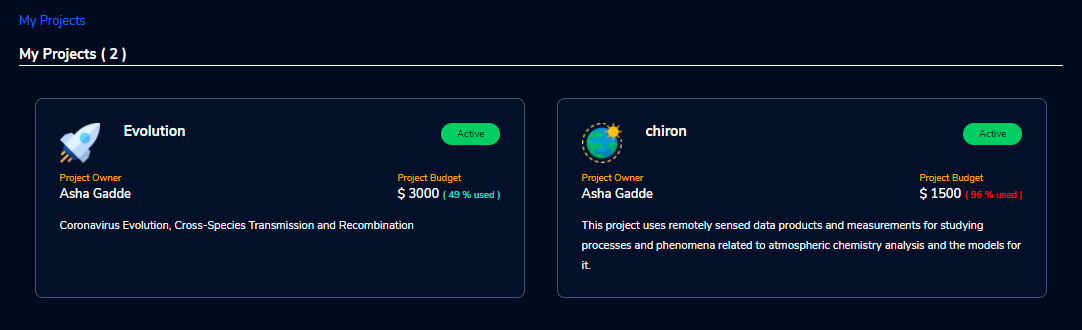 My Projects
My Projects ( 2 )
Evolution
Active
Project Owner
Project Budget
Asha Gadde
$ 3000 ( 49 % used )
Coronavirus Evolution, Cross-Species Transmission and Recombination
chiron
Active
Project Owner
Project Budget
Asha Gadde
$ 1500 ( 96 % used )
This project uses remotely sensed data products and measurements for studying
processes and phenomena related to atmospheric chemistry analysis and the models for
it.